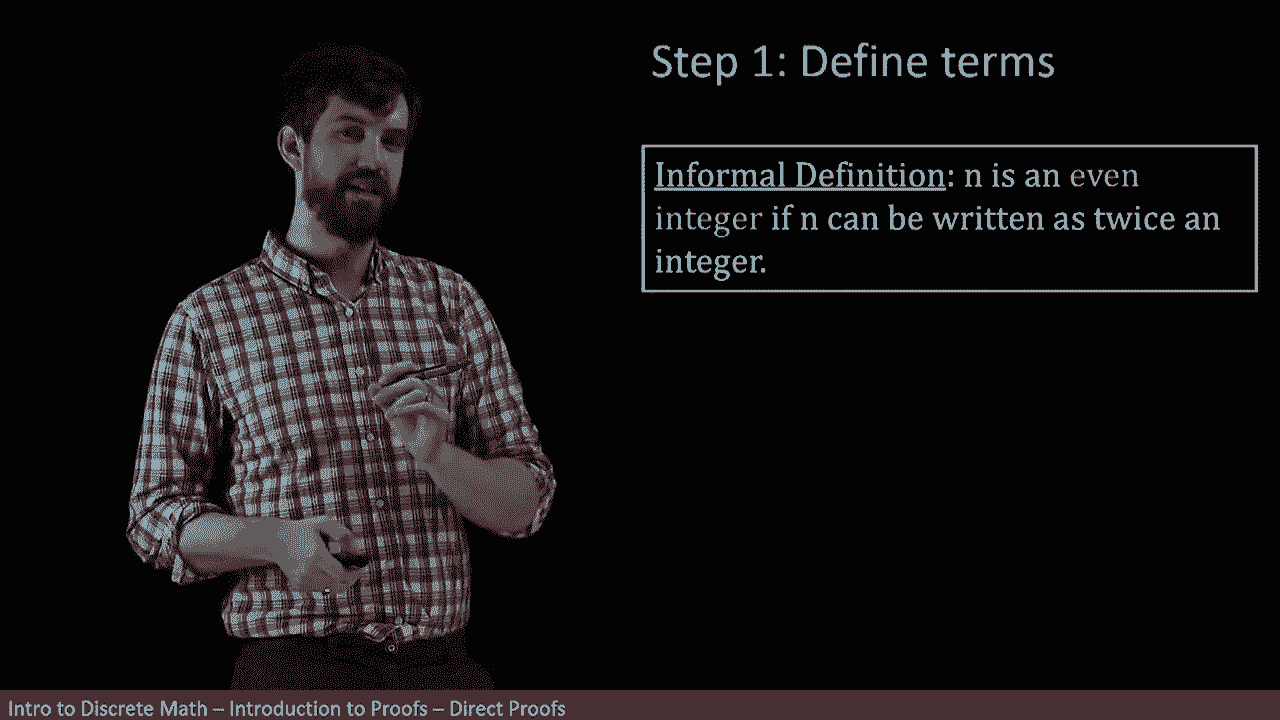 Step 1: Define terms
Informal Definition: n is an even
integer if n can be written as twice an
integer.
Intro to Discrete Math – Introduction to Proofs – Direct Proofs